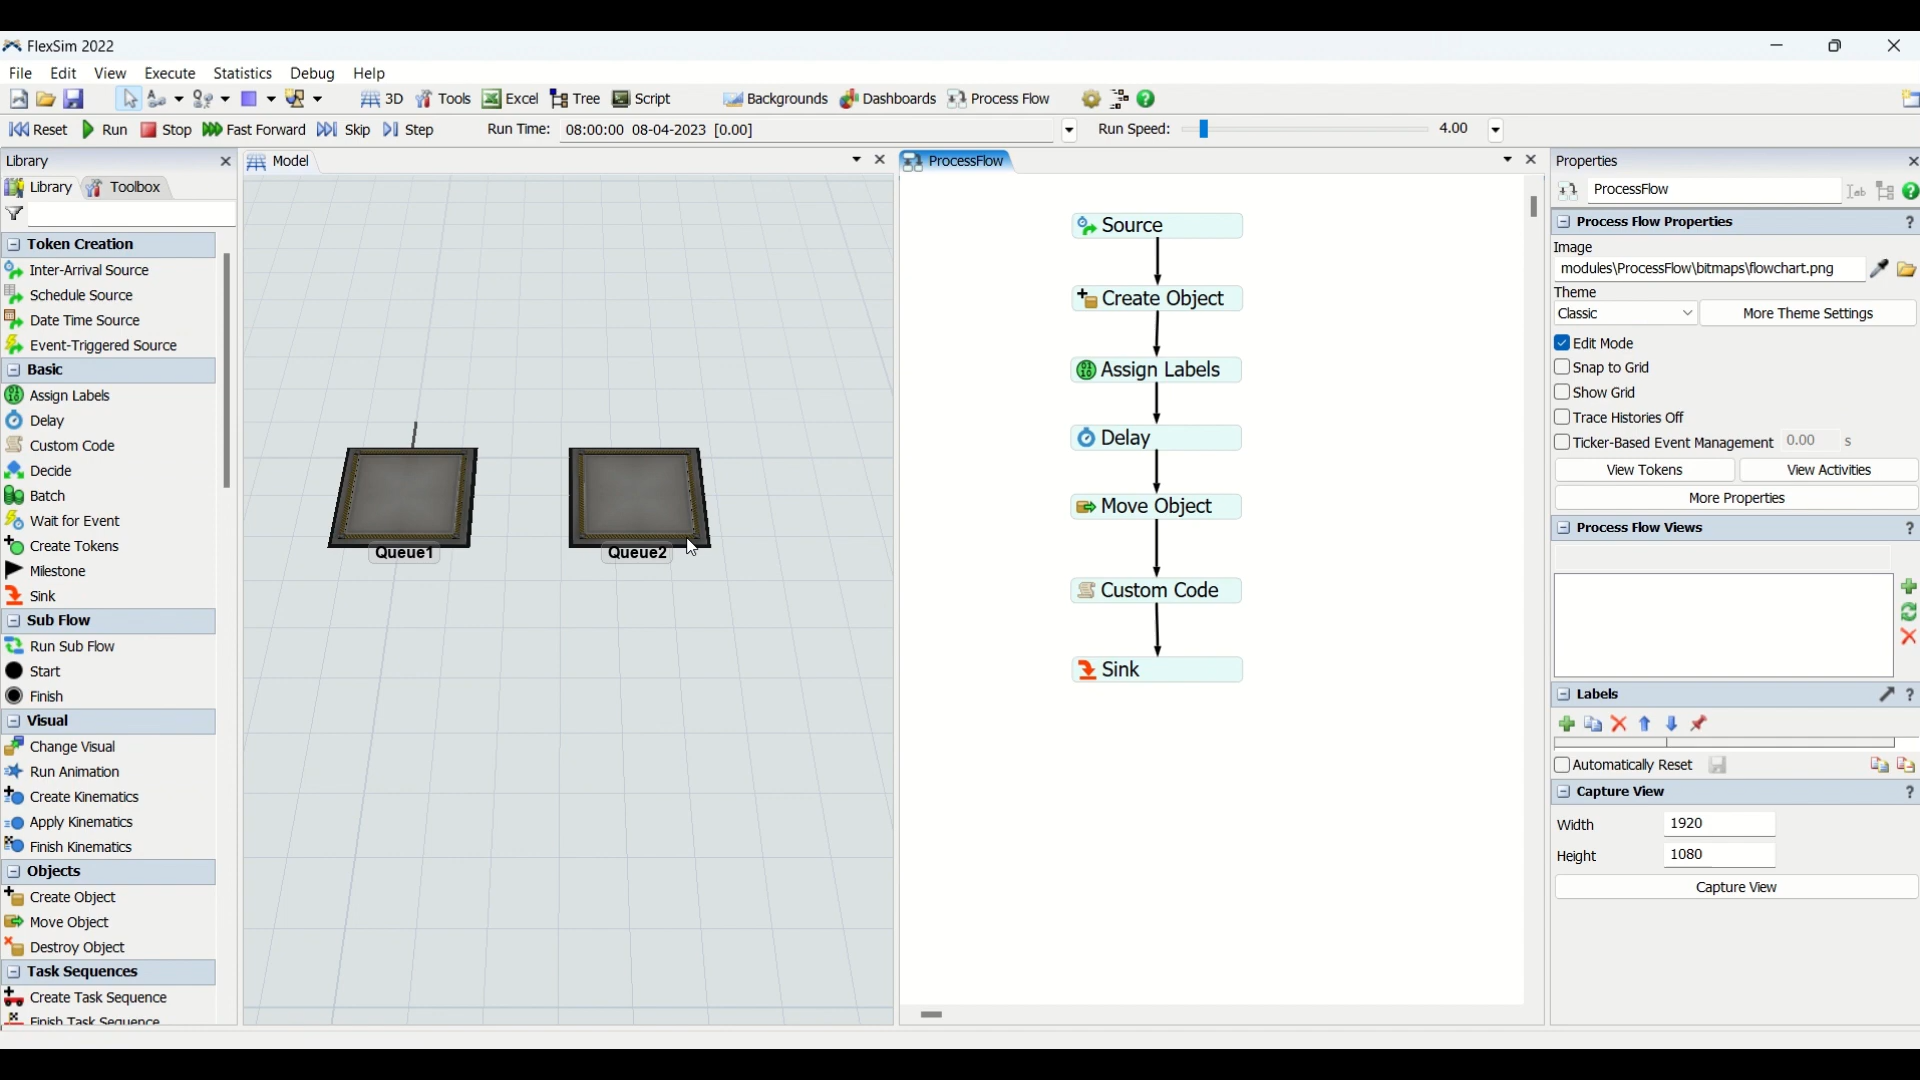 FlexSim 2022
File Edit View Execute Statistics Debug Help
3D Tools Excel Tree Script Backgrounds Dashboards Process Flow
Reset Run Stop Fast Forward Skip Step Run Time: 08:00:00 08-04-2023 [0.00] Run Speed: 4.00
Library
Library Toolbox
Token Creation
Inter-Arrival Source
Schedule Source
Date Time Source
Event-Triggered Source
Basic
Assign Labels
Delay
Custom Code
Decide
Batch
Wait for Event
Create Tokens
Milestone
Sink
Sub Flow
Run Sub Flow
Start
Finish
Visual
Change Visual
Run Animation
Create Kinematics
Apply Kinematics
Finish Kinematics
Objects
Create Object
Move Object
Destroy Object
Task Sequences
Create Task Sequence
Finish Task Sequence
Model
Queue1 Queue2
ProcessFlow
Source
Create Object
Assign Labels
Delay
Move Object
Custom Code
Sink
Properties
ProcessFlow
Process Flow Properties ?
Image
modules\ProcessFlow\bitmaps\flowchart.png
Theme
Classic More Theme Settings
Edit Mode
Snap to Grid
Show Grid
Trace Histories Off
Ticker-Based Event Management 0.00 s
View Tokens View Activities
More Properties
Process Flow Views ?
Labels ?
Automatically Reset
Capture View ?
Width 1920
Height 1080
Capture View